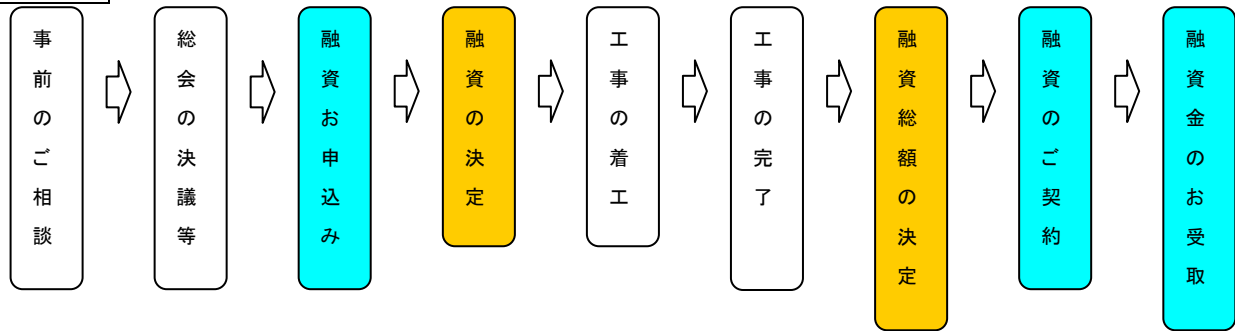 事前のご相談
総会の決議等
融資お申込み
融資の決定
工事の着工
工事の完了
融資総額の決定
融資のご契約
融資金のお受取